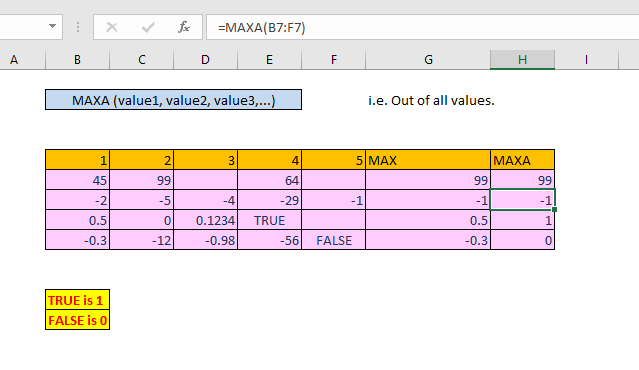 fx =MAXA(B7:F7)
A B C D E F G H I
MAXA (value1, value2, value3,...) i.e. Out of all values.
1 2 3 4 5 MAX MAXA
45 99 64 99 99
-2 -5 -4 -29 -1 -1 -1
0.5 0 0.1234 TRUE 0.5 1
-0.3 -12 -0.98 -56 FALSE -0.3 0
TRUE is 1
FALSE is 0